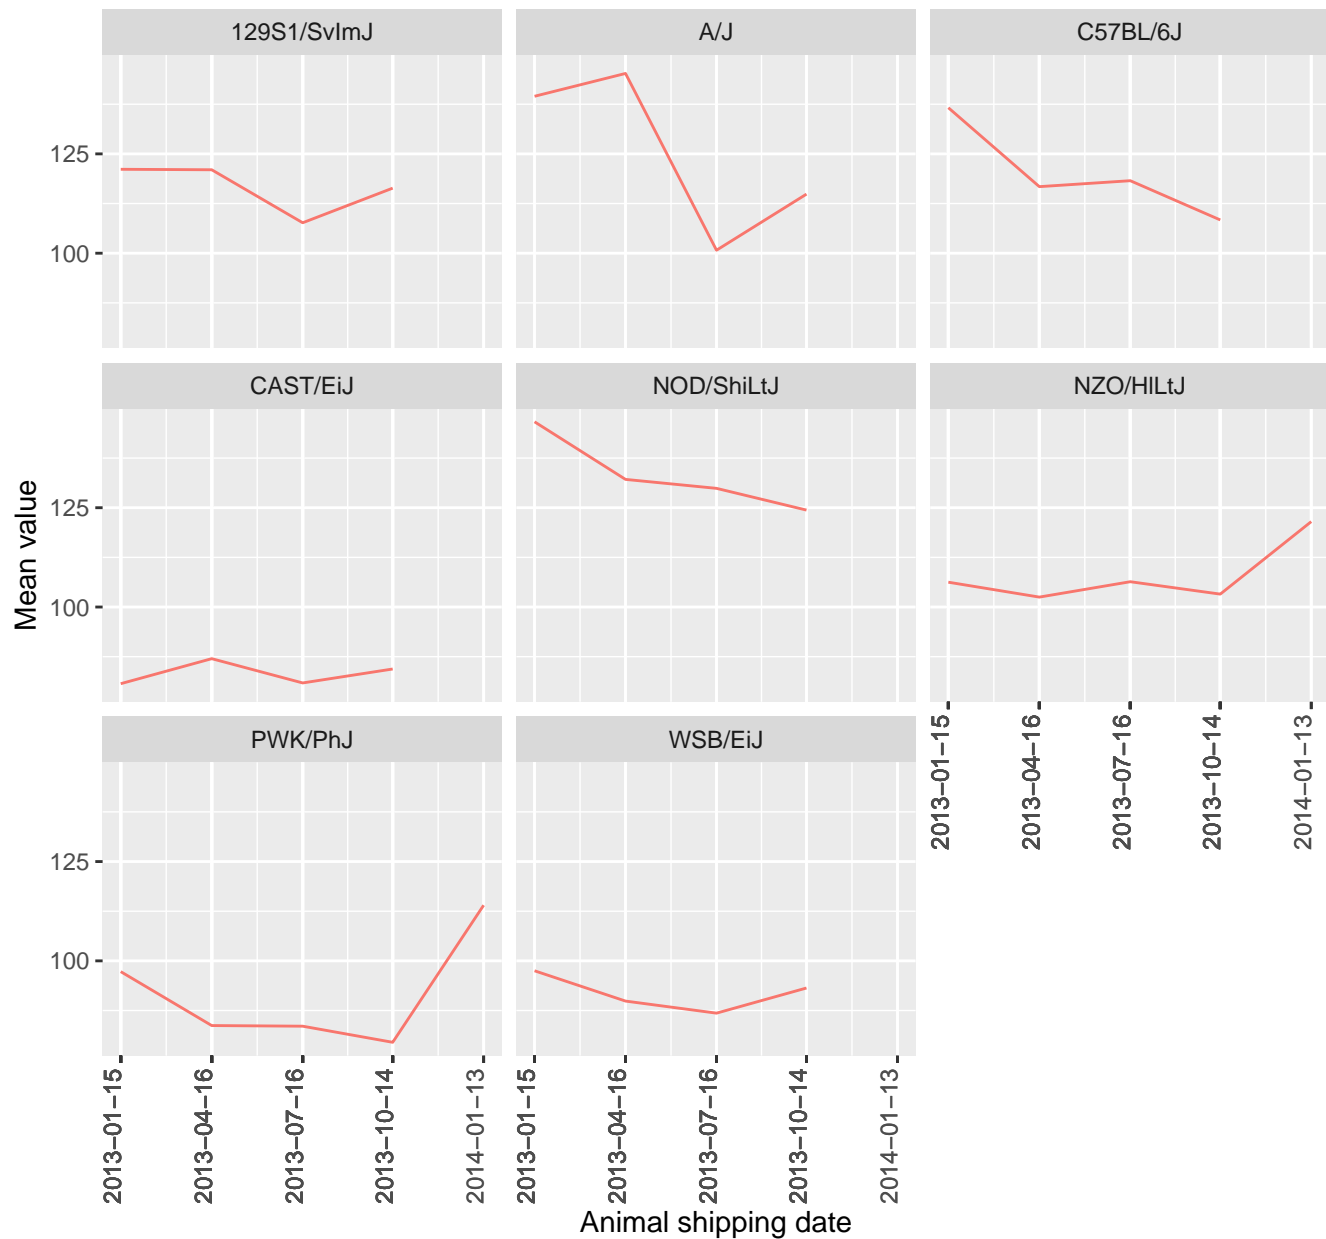 129S1/SvImJ
A/J
C57BL/6J
125
100
CAST/EiJ
NOD/ShiLtJ
NZO/HlLtJ
125
100
Mean value
PWK/PhJ
WSB/EiJ
2013−01−15
2013−04−16
2013−07−16
2013−10−14
2014−01−13
125
100
2013−01−15
2013−04−16
2013−07−16
2013−10−14
2014−01−13
2013−01−15
2013−04−16
2013−07−16
2013−10−14
2014−01−13
Animal shipping date